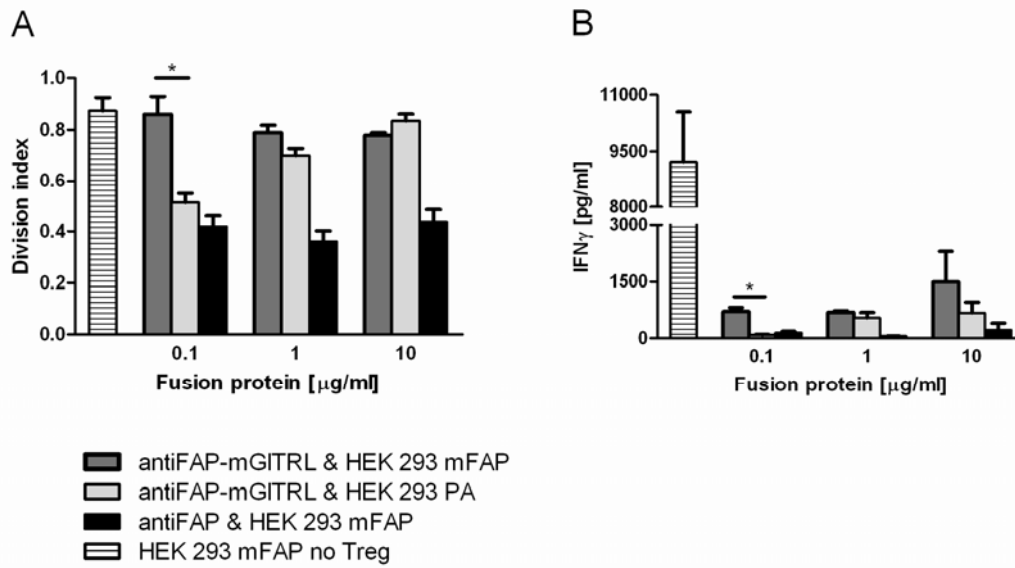 A
B
*
1.0
0.8
0.6
0.4
0.2
0.0
Division index
0.1 1 10
Fusion protein [µg/ml]
11000
9500
8000
3000
1500
0
IFNγ [pg/ml]
*
0.1 1 10
Fusion protein [µg/ml]
antiFAP-mGITRL & HEK 293 mFAP
antiFAP-mGITRL & HEK 293 PA
antiFAP & HEK 293 mFAP
HEK 293 mFAP no Treg